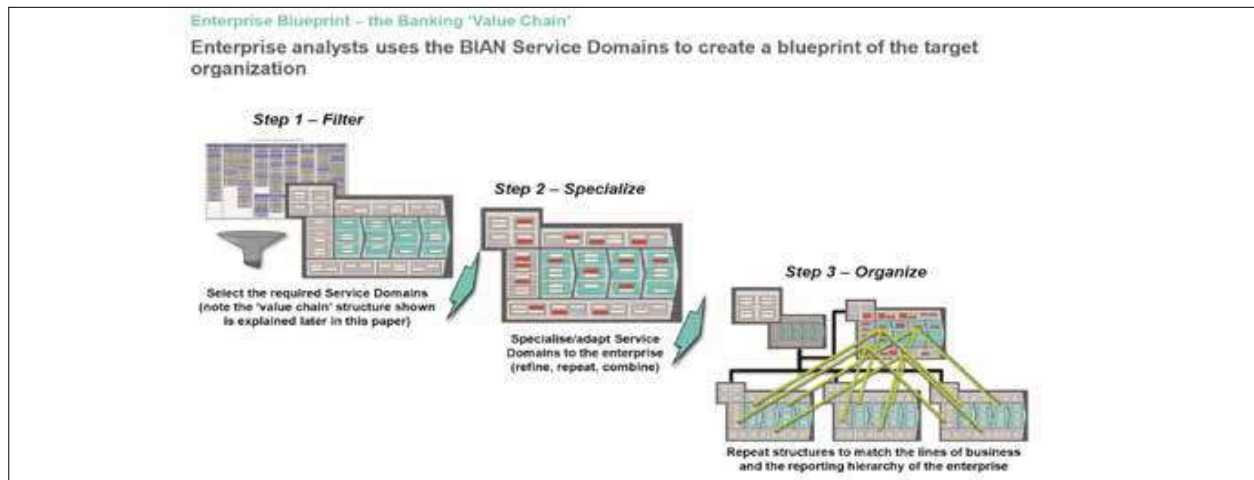 Enterprise Blueprint – the Banking ‘Value Chain’
Enterprise analysts uses the BIAN Service Domains to create a blueprint of the target
organization
Step 1 – Filter
Select the required Service Domains
(note the ‘value chain’ structure shown
is explained later in this paper)
Step 2 – Specialize
Specialise/adapt Service
Domains to the enterprise
(refine, repeat, combine)
Step 3 – Organize
Repeat structures to match the lines of business
and the reporting hierarchy of the enterprise